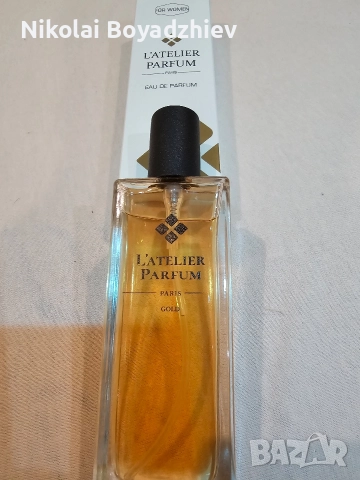 Nikolai Boyadzhiev
FOR WOMEN
L'ATELIER
PARFUM
PARIS
EAU DE PARFUM
L'ATELIER
PARFUM
PARIS
GOLD
BAZAR